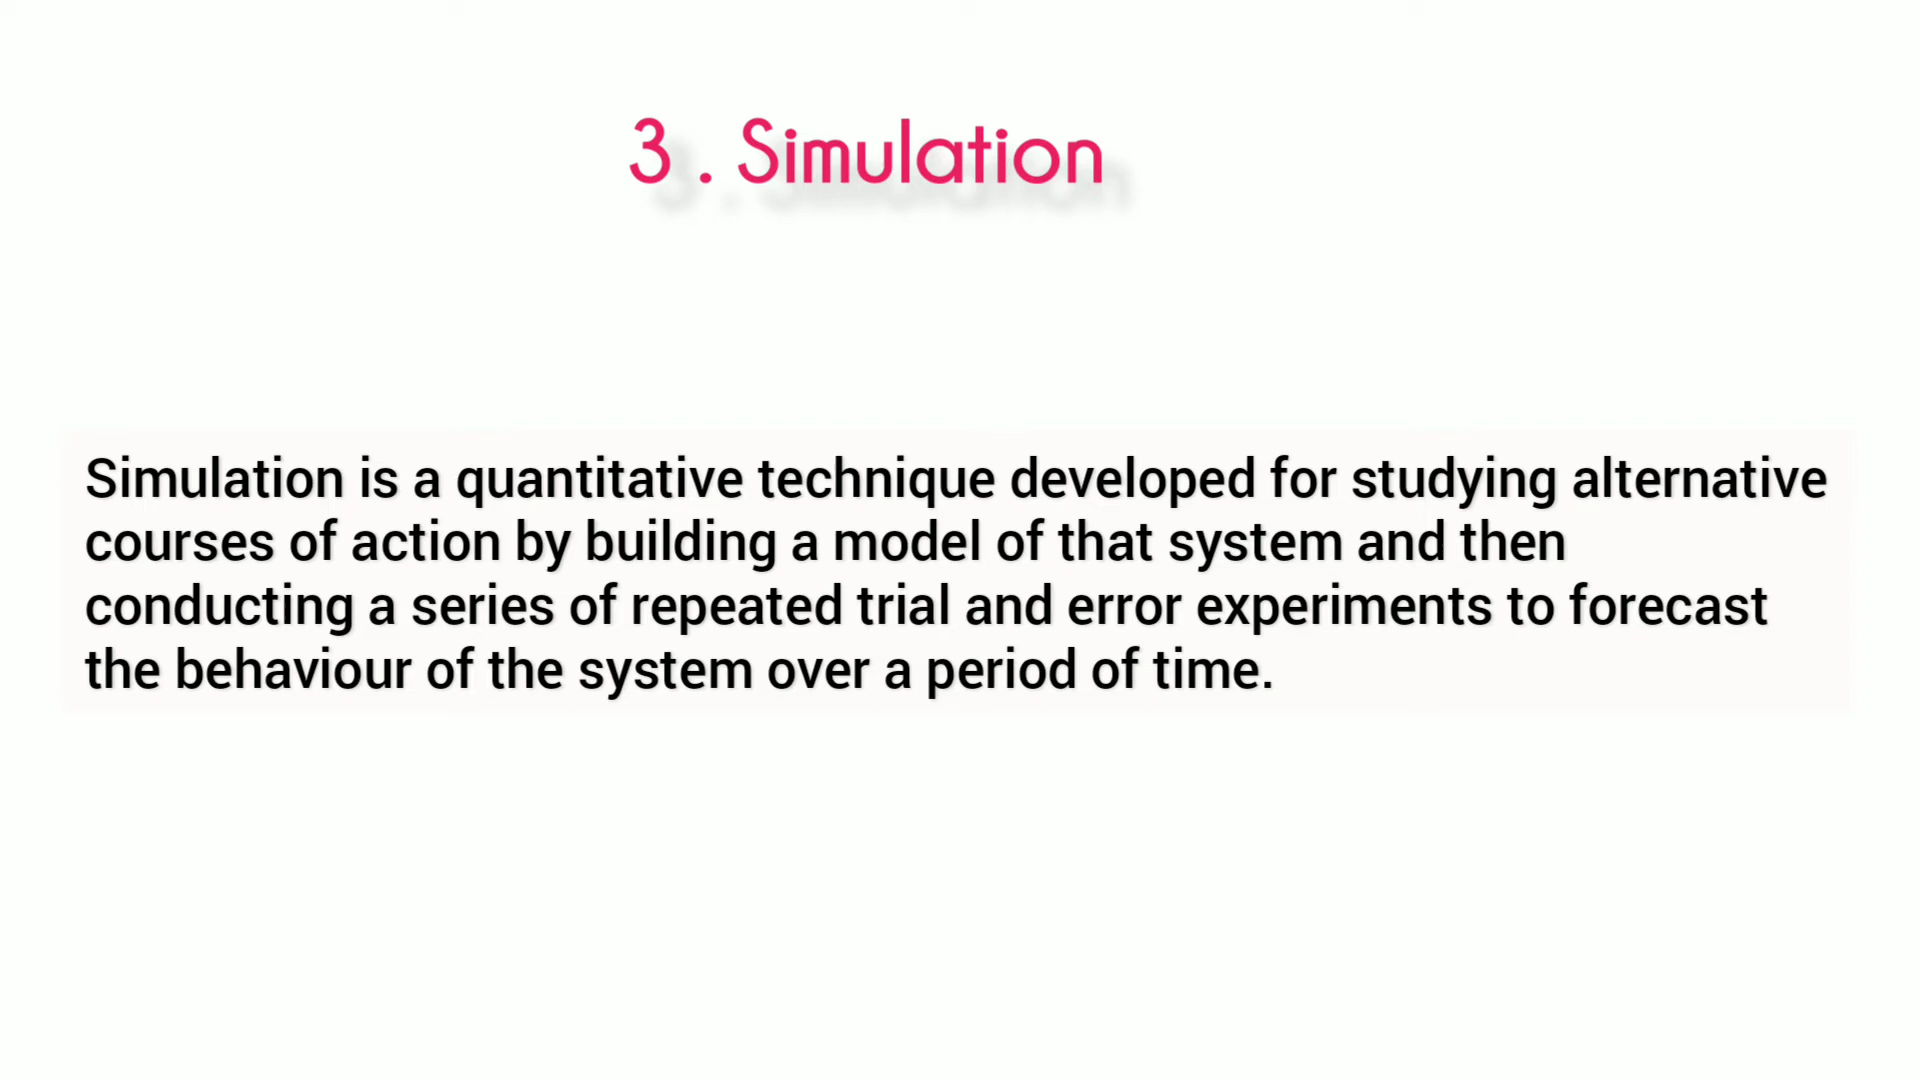 3 . Simulation
Simulation is a quantitative technique developed for studying alternative
courses of action by building a model of that system and then
conducting a series of repeated trial and error experiments to forecast
the behaviour of the system over a period of time.